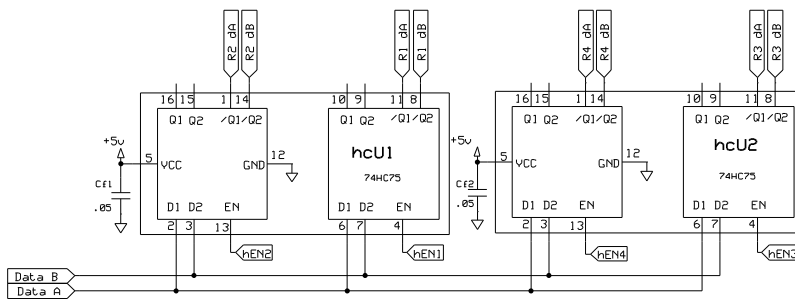 R2 dA
R2 dB
R1 dA
R1 dB
R4 dA
R4 dB
R3 dA
R3 dB
16 15 1 14 10 9 11 8 16 15 1 14 10 9 11 8
Q1 Q2 /Q1 /Q2 Q1 Q2 /Q1 /Q2 Q1 Q2 /Q1 /Q2 Q1 Q2 /Q1 /Q2
+5v 5 VCC GND 12 hcU1 +5v 5 VCC GND 12 hcU2
74HC75 74HC75
Cf1 Cf2
.05 .05
D1 D2 EN D1 D2 EN D1 D2 EN D1 D2 EN
2 3 13 6 7 4 2 3 13 6 7 4
hEN2 hEN1 hEN4 hEN3
Data B
Data A